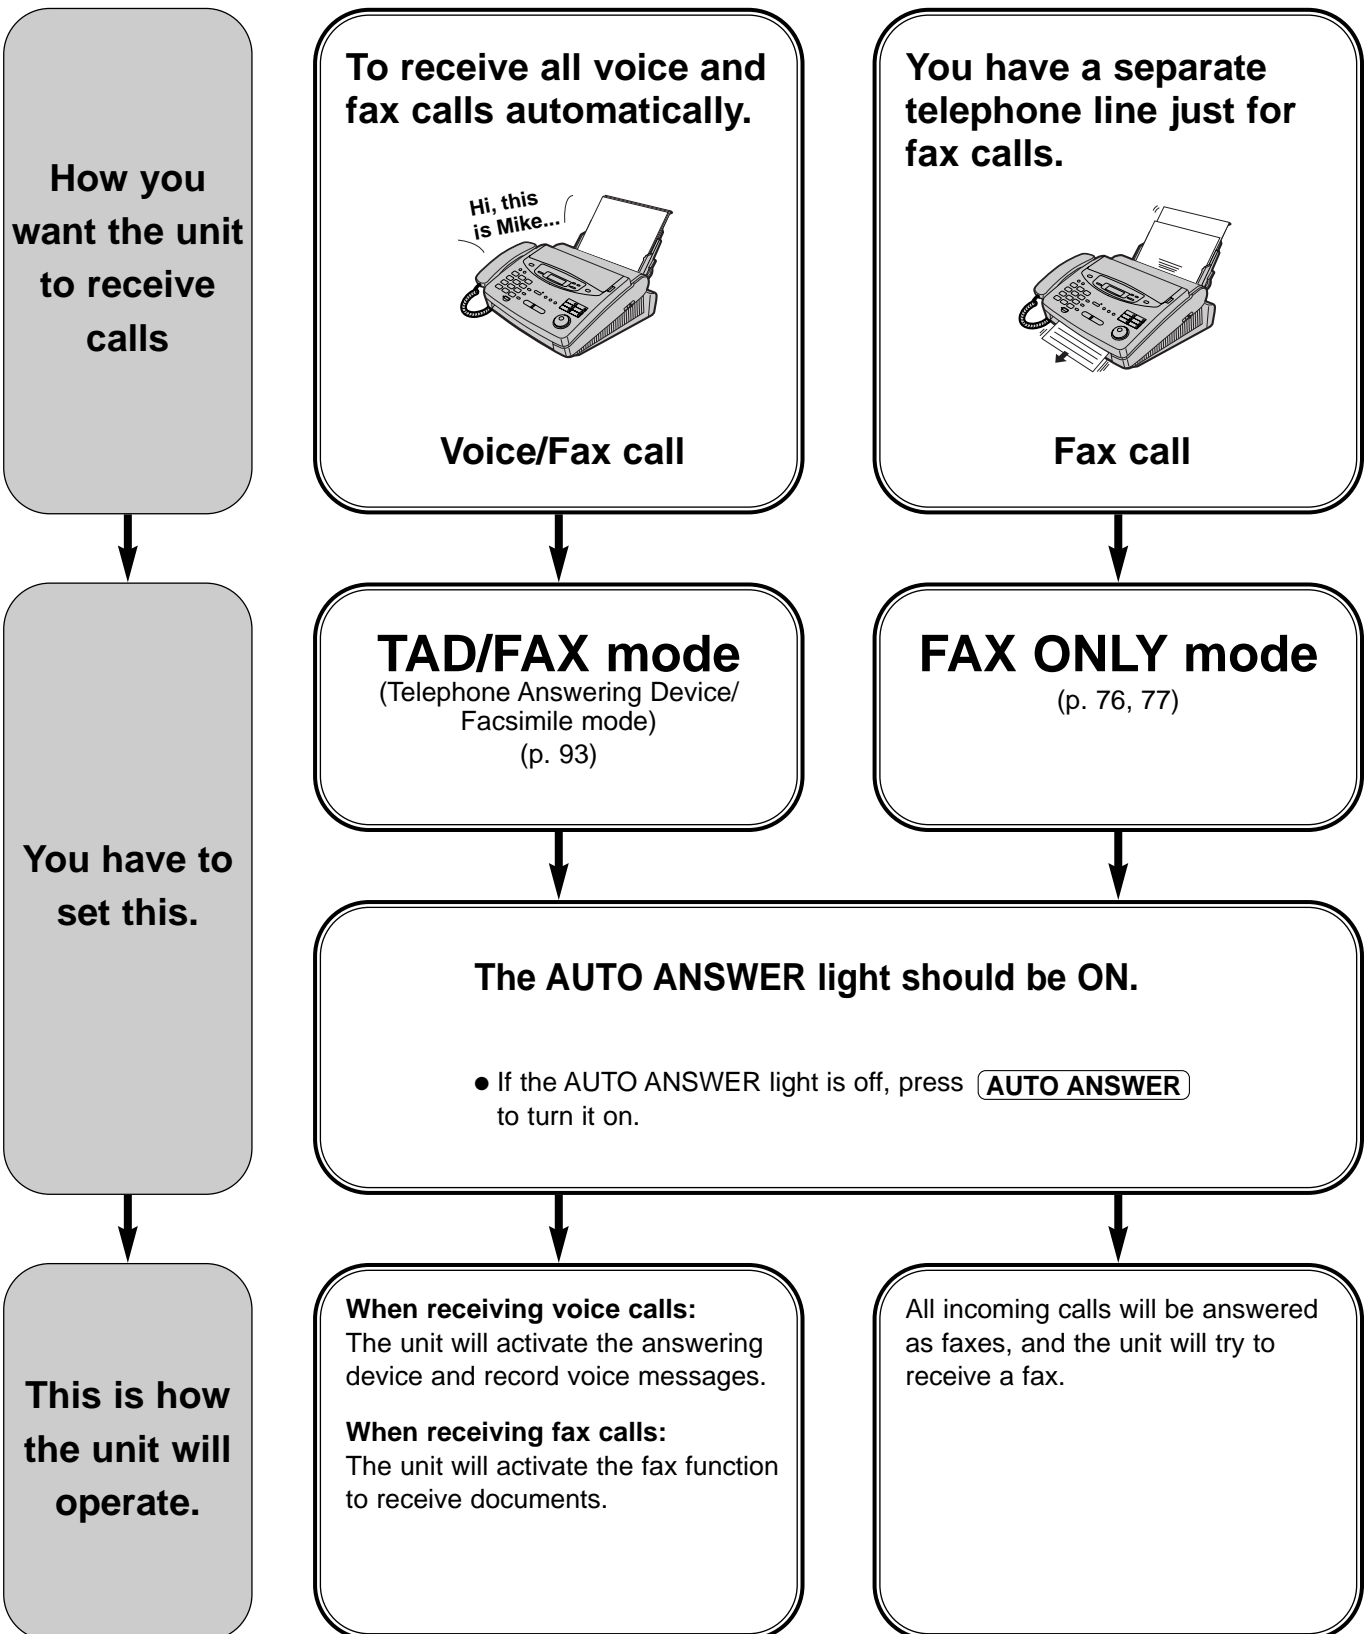 How you
want the unit
to receive
calls
To receive all voice and
fax calls automatically.
Hi, this
is Mike...
Voice/Fax call
You have a separate
telephone line just for
fax calls.
Fax call
You have to
set this.
TAD/FAX mode
(Telephone Answering Device/
Facsimile mode)
(p. 93)
FAX ONLY mode
(p. 76, 77)
The AUTO ANSWER light should be ON.
● If the AUTO ANSWER light is off, press AUTO ANSWER
to turn it on.
This is how
the unit will
operate.
When receiving voice calls:
The unit will activate the answering
device and record voice messages.
When receiving fax calls:
The unit will activate the fax function
to receive documents.
All incoming calls will be answered
as faxes, and the unit will try to
receive a fax.